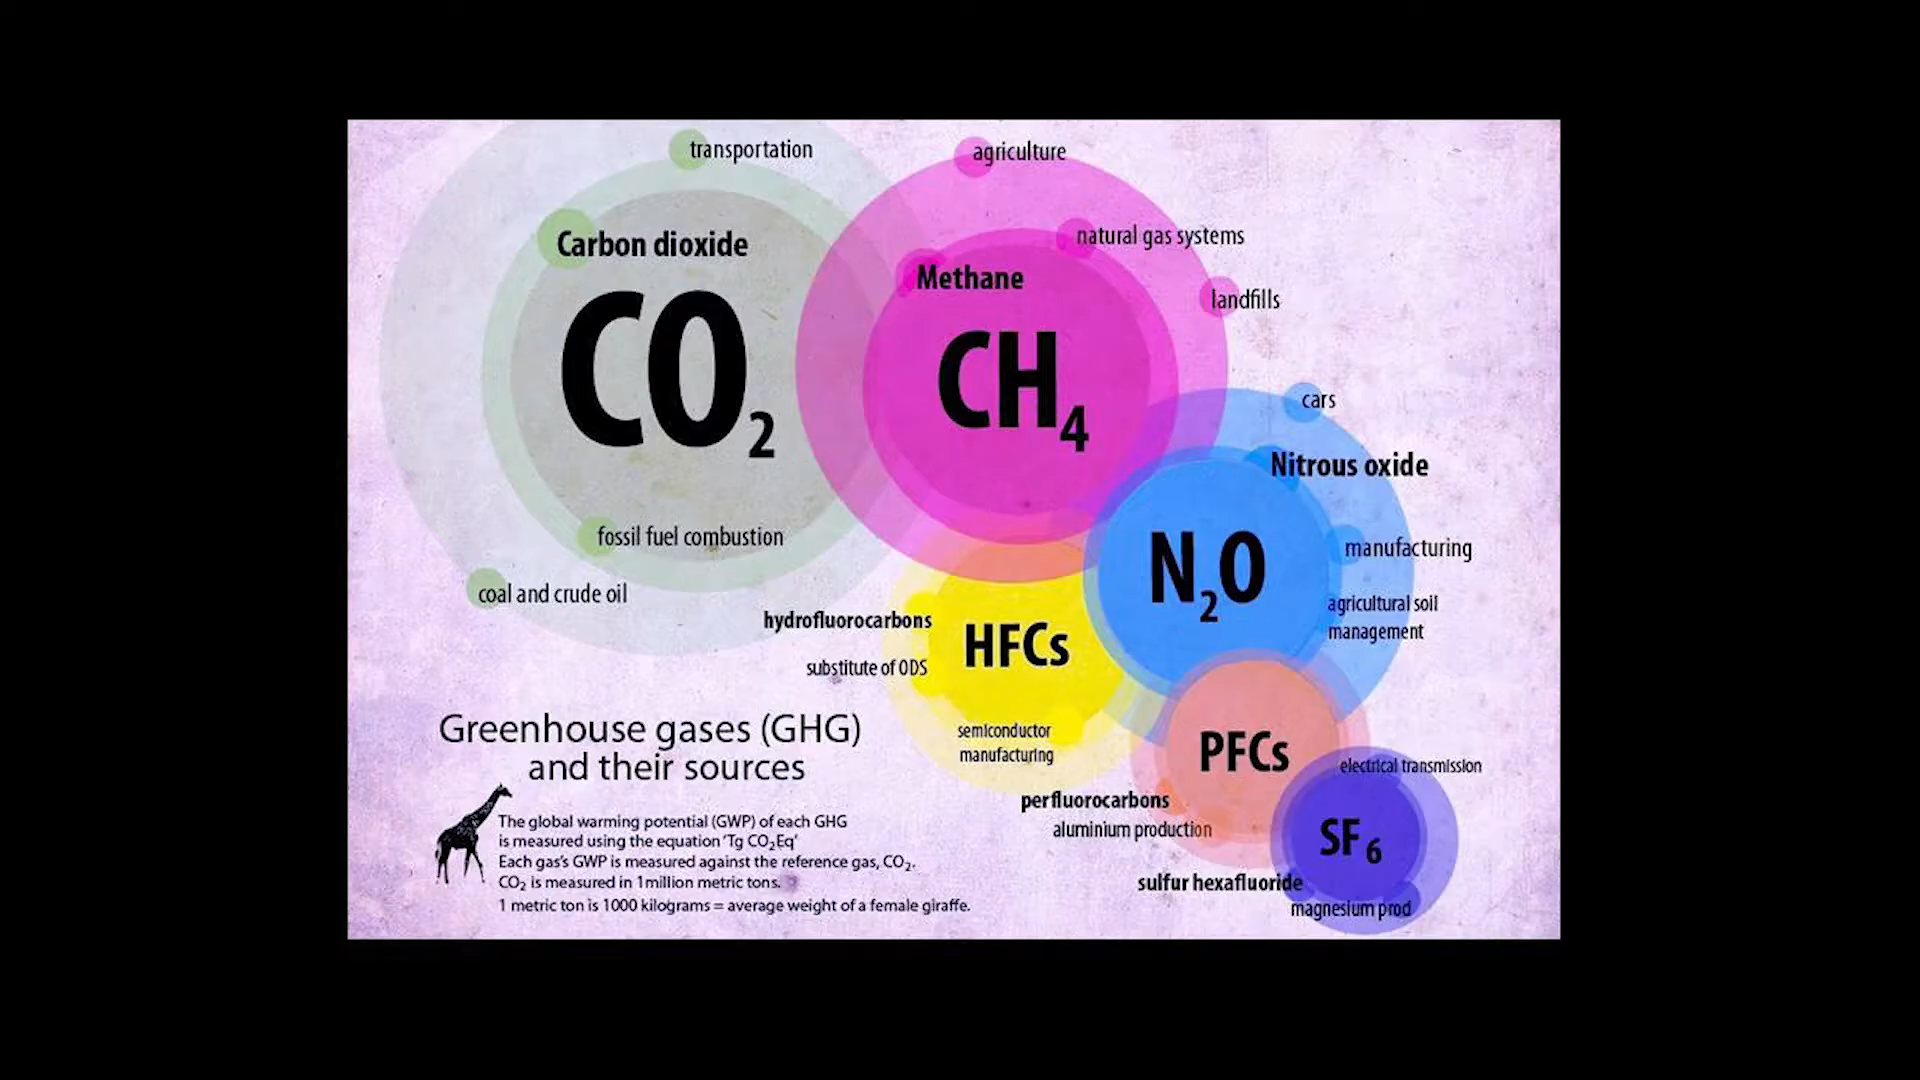 transportation
Carbon dioxide
CO2
fossil fuel combustion
coal and crude oil
agriculture
natural gas systems
Methane
landfills
CH4
cars
Nitrous oxide
N2O
manufacturing
agricultural soil
management
hydrofluorocarbons
HFCs
substitute of ODS
semiconductor
manufacturing
PFCs
perfluorocarbons
aluminium production
electrical transmission
SF6
sulfur hexafluoride
magnesium prod
Greenhouse gases (GHG)
and their sources
The global warming potential (GWP) of each GHG
is measured using the equation 'Tg CO2Eq'
Each gas's GWP is measured against the reference gas, CO2.
CO2 is measured in 1million metric tons.
1 metric ton is 1000 kilograms = average weight of a female giraffe.